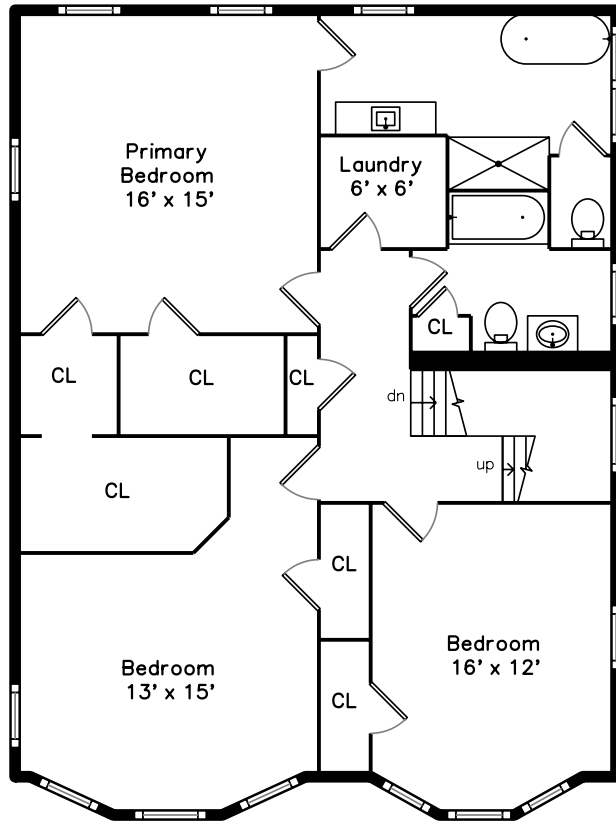 Primary
Bedroom
16' x 15'
Laundry
6' x 6'
CL
CL
CL
CL
dn
CL
up
CL
Bedroom
13' x 15'
Bedroom
16' x 12'
CL